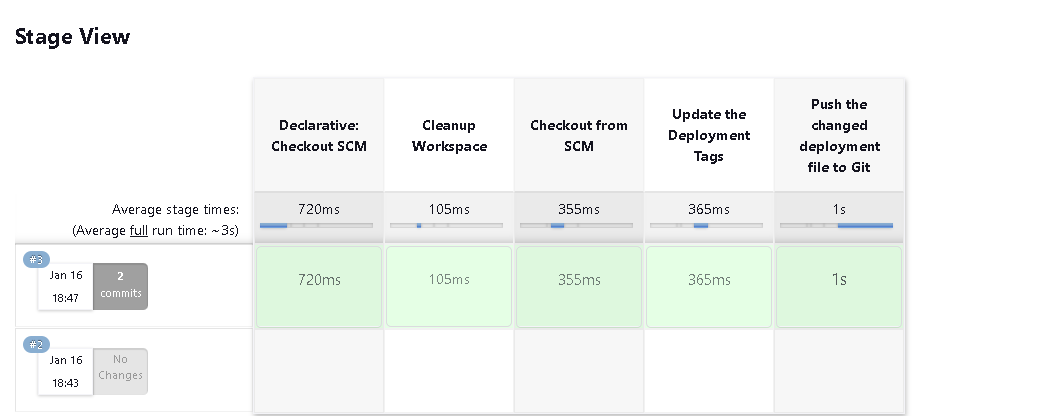 Stage View
Declarative:
Checkout SCM
Cleanup
Workspace
Checkout from
SCM
Update the
Deployment
Tags
Push the
changed
deployment
file to Git
Average stage times:
(Average full run time: ~3s)
720ms
105ms
355ms
365ms
1s
#3
Jan 16
18:47
2
commits
720ms
105ms
355ms
365ms
1s
#2
Jan 16
18:43
No
Changes